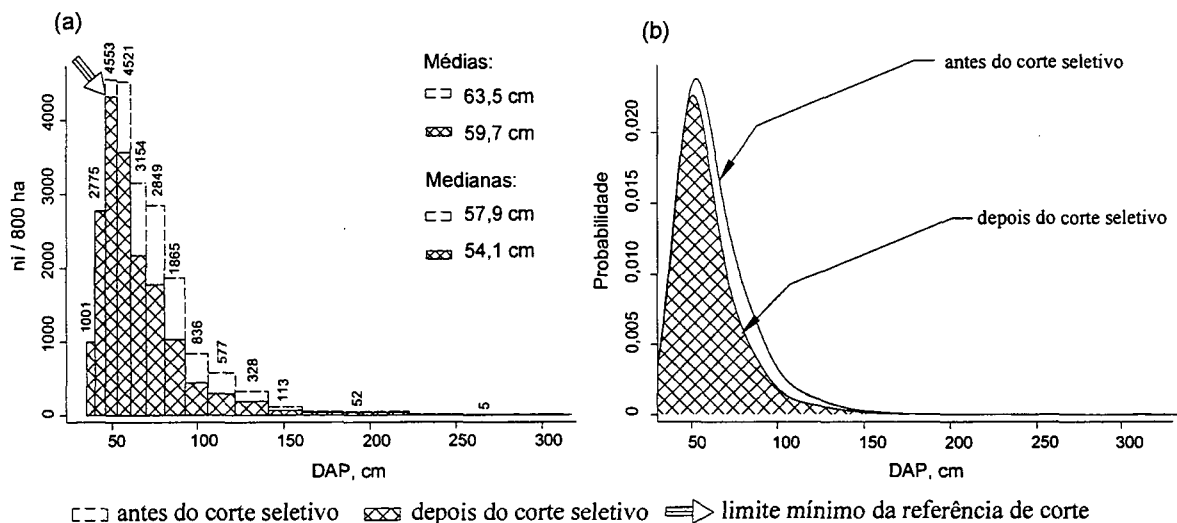 (a)
ni / 800 ha
0
1000
2000
3000
4000
1001
2775
4553
4521
3154
2849
1865
836
577
328
113
52
5
Médias:
63,5 cm
59,7 cm
Medianas:
57,9 cm
54,1 cm
50
100
150
200
250
300
DAP, cm
(b)
Probabilidade
0
0,005
0,010
0,015
0,020
antes do corte seletivo
depois do corte seletivo
50
100
150
200
250
300
DAP, cm
antes do corte seletivo depois do corte seletivo limite mínimo da referência de corte